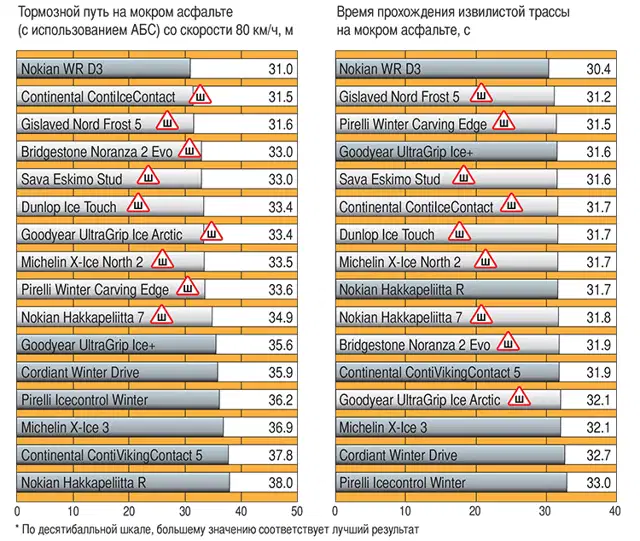 Тормозной путь на мокром асфальте
(с использованием АБС) со скорости 80 км/ч, м
Nokian WR D3 31.0
Continental ContiIceContact Ш 31.5
Gislaved Nord Frost 5 Ш 31.6
Bridgestone Noranza 2 Evo Ш 33.0
Sava Eskimo Stud Ш 33.0
Dunlop Ice Touch Ш 33.4
Goodyear UltraGrip Ice Arctic Ш 33.4
Michelin X-Ice North 2 Ш 33.5
Pirelli Winter Carving Edge Ш 33.6
Nokian Hakkapeliitta 7 Ш 34.9
Goodyear UltraGrip Ice+ 35.6
Cordiant Winter Drive 35.9
Pirelli Icecontrol Winter 36.2
Michelin X-Ice 3 36.9
Continental ContiVikingContact 5 37.8
Nokian Hakkapeliitta R 38.0
0 10 20 30 40 50
Время прохождения извилистой трассы
на мокром асфальте, с
Nokian WR D3 30.4
Gislaved Nord Frost 5 Ш 31.2
Pirelli Winter Carving Edge Ш 31.5
Goodyear UltraGrip Ice+ 31.6
Sava Eskimo Stud Ш 31.6
Continental ContiIceContact Ш 31.7
Dunlop Ice Touch Ш 31.7
Michelin X-Ice North 2 Ш 31.7
Nokian Hakkapeliitta R 31.7
Nokian Hakkapeliitta 7 Ш 31.8
Bridgestone Noranza 2 Evo Ш 31.9
Continental ContiVikingContact 5 31.9
Goodyear UltraGrip Ice Arctic Ш 32.1
Michelin X-Ice 3 32.1
Cordiant Winter Drive 32.7
Pirelli Icecontrol Winter 33.0
0 10 20 30 40
* По десятибалльной шкале, большему значению соответствует лучший результат